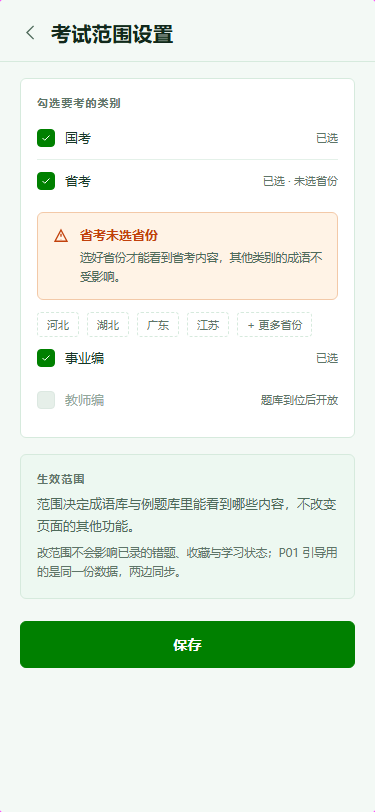 考试范围设置
勾选要考的类别
国考 已选
省考 已选 · 未选省份
省考未选省份
选好省份才能看到省考内容，其他类别的成语不
受影响。
河北 湖北 广东 江苏 + 更多省份
事业编 已选
教师编 题库到位后开放
生效范围
范围决定成语库与例题库里能看到哪些内容，不改变
页面的其他功能。
改范围不会影响已录的错题、收藏与学习状态；P01 引导用
的是同一份数据，两边同步。
保存